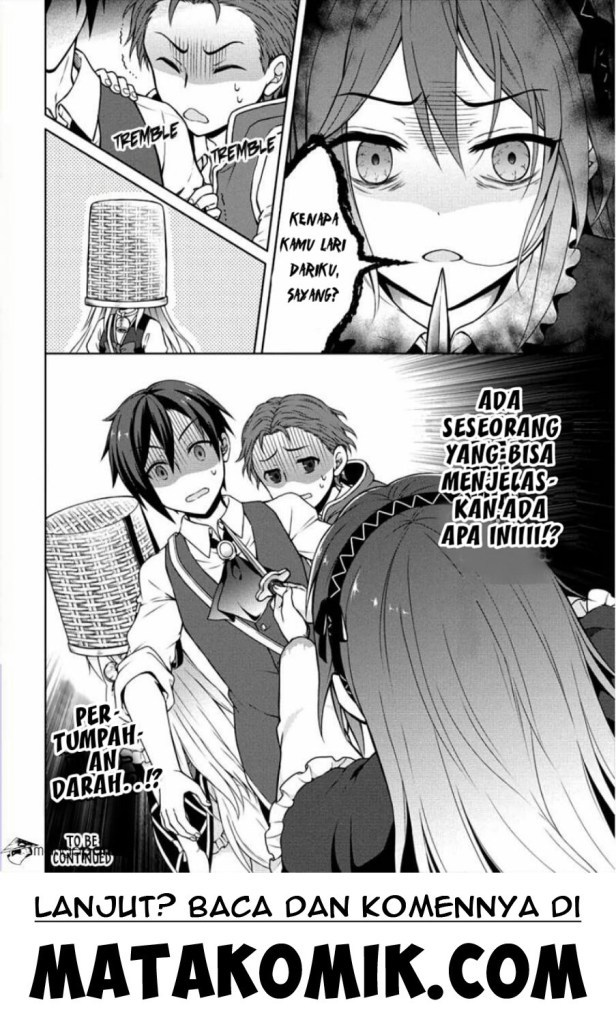 KENAPA
KAMU LARI
DARIKU,
SAYANG?
TREMBLE
TREMBLE
ADA
SESEORANG
YANG BISA
MENJELAS-
KAN ADA
APA INIIII!?
PER-
TUMPAH-
AN
DARAH..!?
TO BE
CONTINUED
LANJUT? BACA DAN KOMENNYA DI
MATAKOMIK.COM